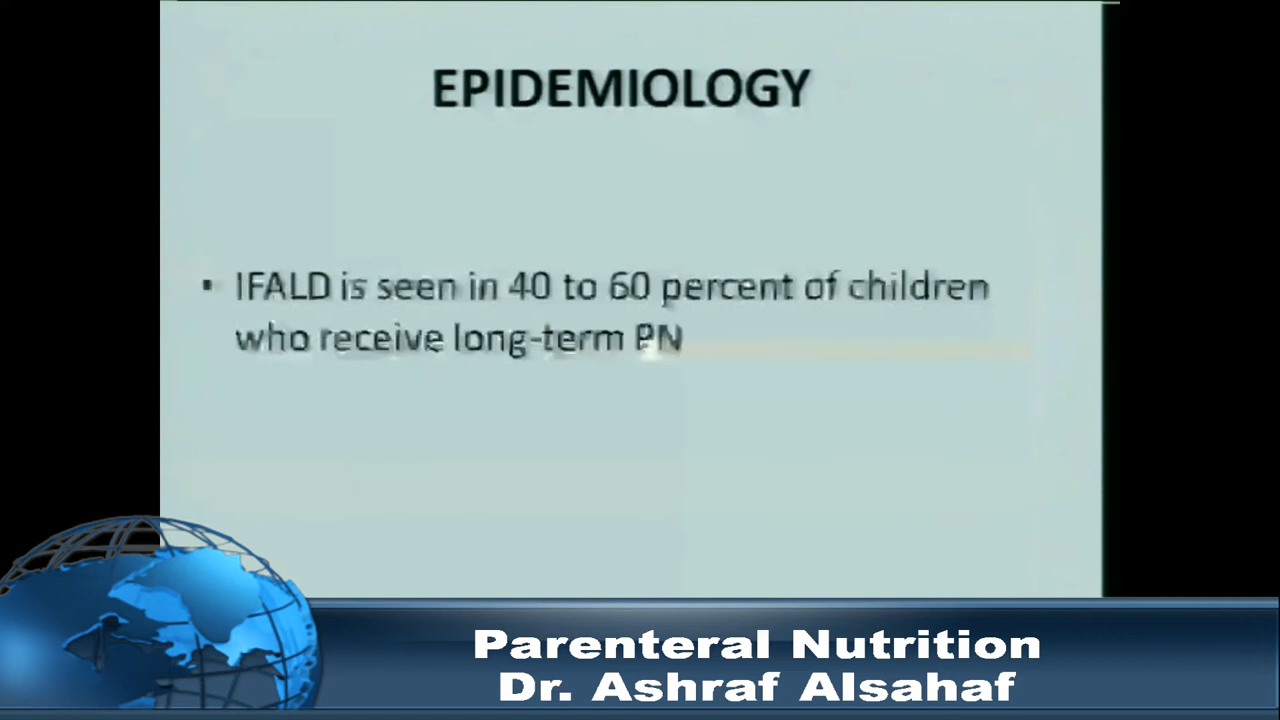 EPIDEMIOLOGY
• IFALD is seen in 40 to 60 percent of children
who receive long-term PN
Parenteral Nutrition
Dr. Ashraf Alsahaf